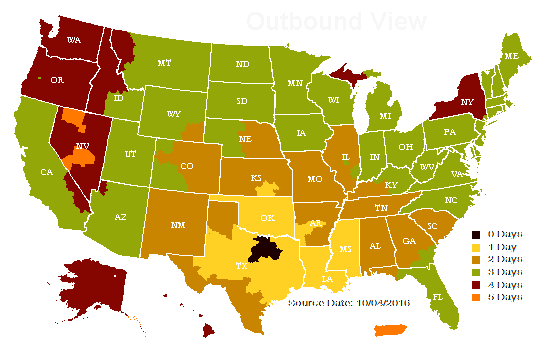 Outbound View
WA
OR
ID
MT
ND
MN
WI
MI
NY
ME
SD
WY
NV
UT
CA
CO
NE
IA
IL
IN
OH
PA
WV
VA
KY
MO
KS
NC
TN
AZ
NM
OK
AR
SC
TX
MS
AL
GA
LA
FL
0 Days
1 Day
2 Days
3 Days
4 Days
5 Days
Source Date: 10/04/2016